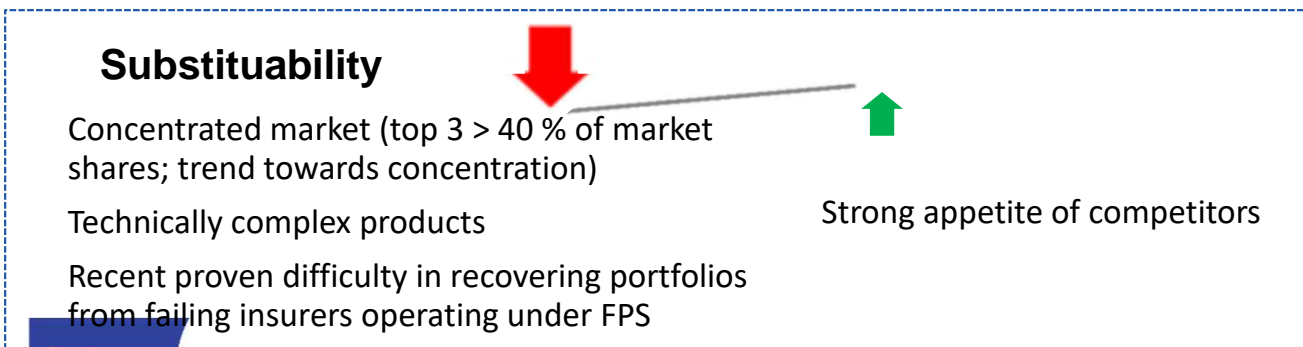 Substituability
Concentrated market (top 3 > 40 % of market
shares; trend towards concentration)
Technically complex products
Recent proven difficulty in recovering portfolios
from failing insurers operating under FPS
Strong appetite of competitors